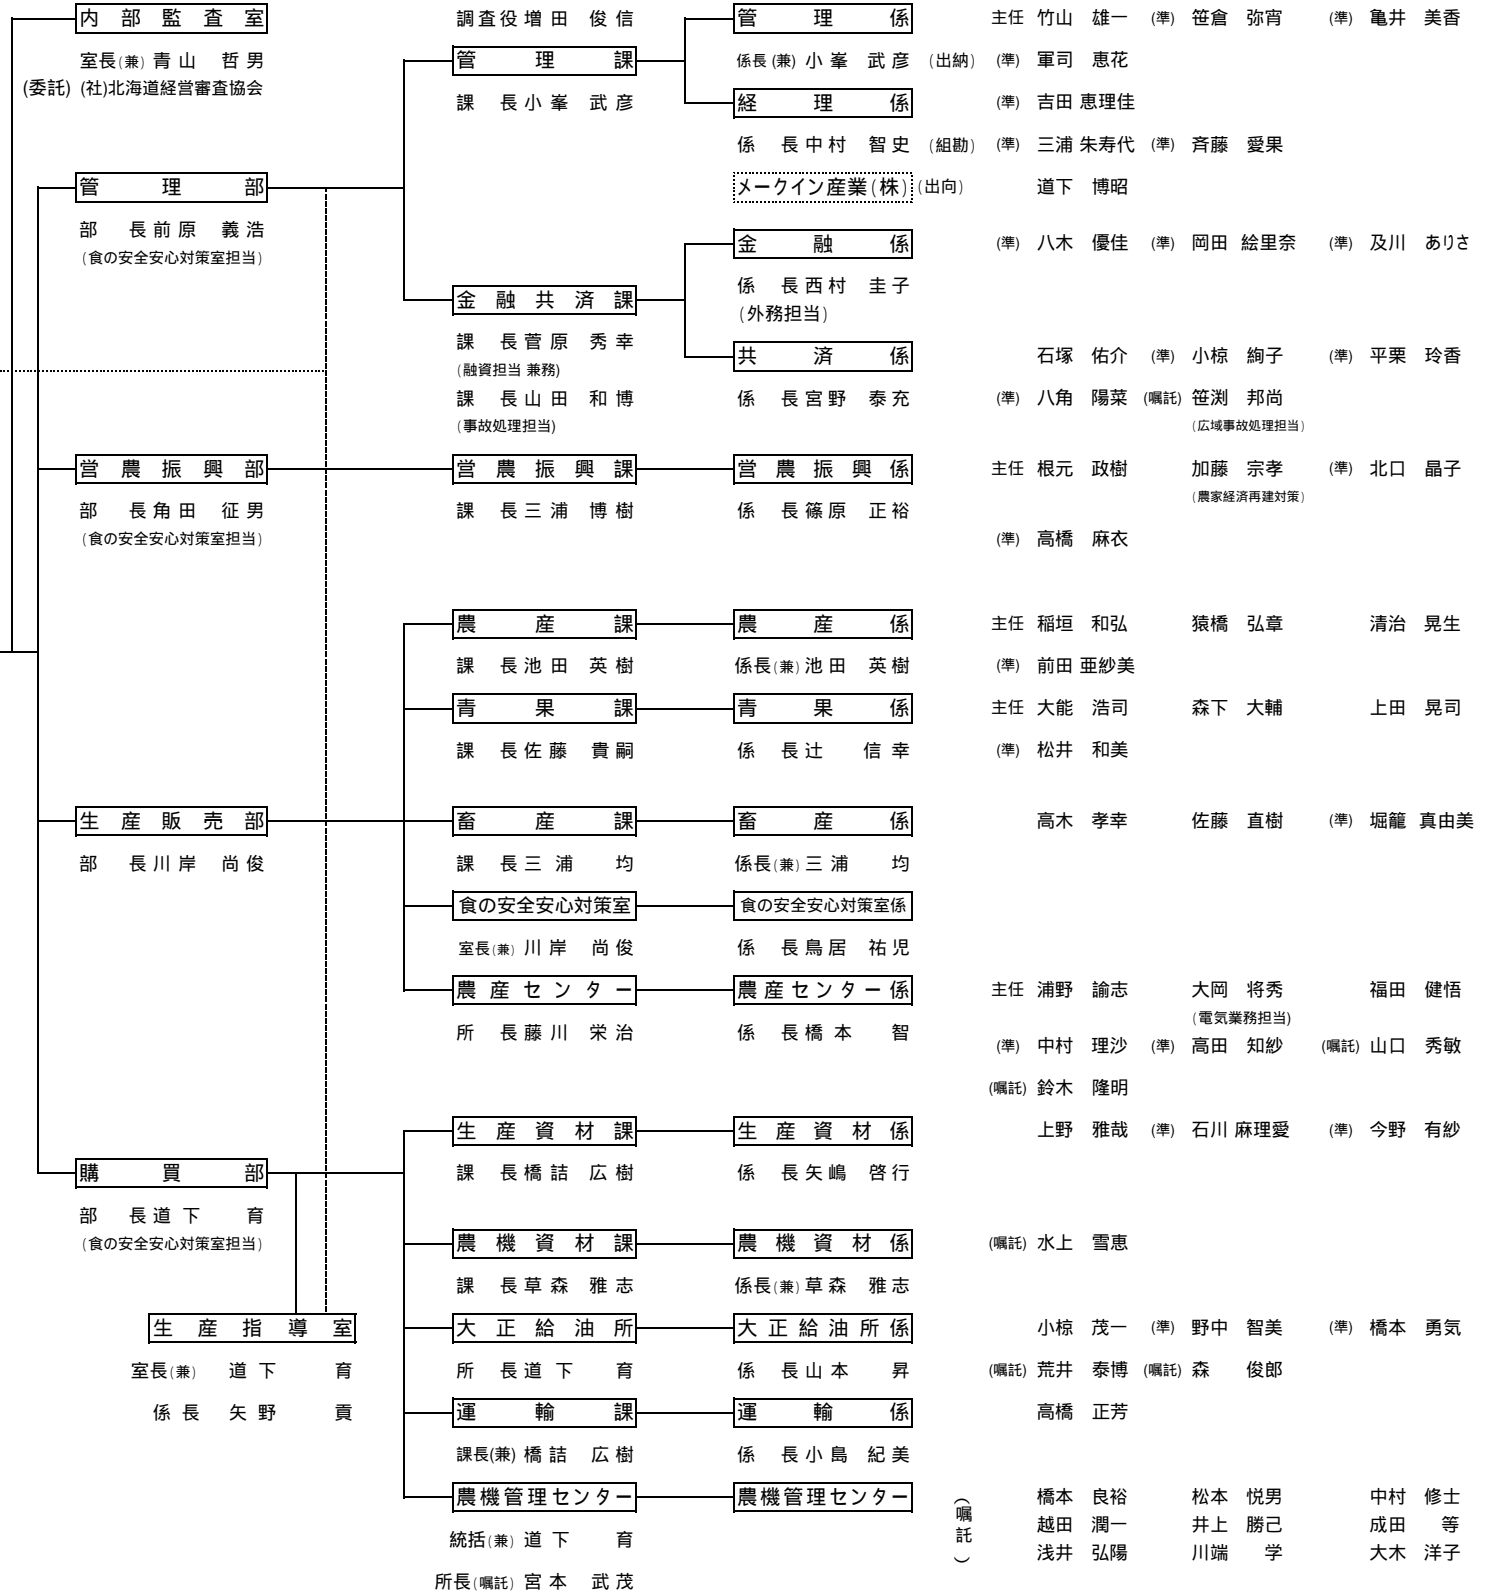 内部監査室 調査役 増田 俊信 管理係 主任 竹山 雄一 (準) 笹倉 弥宵 (準) 亀井 美香
室長(兼) 青山 哲男 管理課 係長(兼) 小峯 武彦 (出納) (準) 軍司 恵花
(委託) (社)北海道経営審査協会
課長 小峯 武彦 経理係 (準) 吉田 恵理佳
係長 中村 智史 (組勘) (準) 三浦 朱寿代 (準) 斉藤 愛果
管理部 メークイン産業(株) (出向) 道下 博昭
部長 前原 義浩 金融係 (準) 八木 優佳 (準) 岡田 絵里奈 (準) 及川 ありさ
(食の安全安心対策室担当)
金融共済課 係長 西村 圭子
(外務担当)
課長 菅原 秀幸 共済係 石塚 佑介 (準) 小椋 絢子 (準) 平栗 玲香
(融資担当 兼務)
課長 山田 和博 係長 宮野 泰充 (準) 八角 陽菜 (嘱託) 笹渕 邦尚
(事故処理担当) (広域事故処理担当)
営農振興部 営農振興課 営農振興係 主任 根元 政樹 加藤 宗孝 (準) 北口 晶子
(農家経済再建対策)
部長 角田 征男 課長 三浦 博樹 係長 篠原 正裕
(食の安全安心対策室担当) (準) 高橋 麻衣
農産課 農産係 主任 稲垣 和弘 猿橋 弘章 清治 晃生
課長 池田 英樹 係長(兼) 池田 英樹 (準) 前田 亜紗美
青果課 青果係 主任 大能 浩司 森下 大輔 上田 晃司
課長 佐藤 貴嗣 係長 辻 信幸 (準) 松井 和美
生産販売部 畜産課 畜産係 高木 孝幸 佐藤 直樹 (準) 堀籠 真由美
部長 川岸 尚俊 課長 三浦 均 係長(兼) 三浦 均
食の安全安心対策室 食の安全安心対策室係
室長(兼) 川岸 尚俊 係長 鳥居 祐児
農産センター 農産センター係 主任 浦野 諭志 大岡 将秀 福田 健悟
(電気業務担当)
所長 藤川 栄治 係長 橋本 智 (準) 中村 理沙 (準) 高田 知紗 (嘱託) 山口 秀敏
(嘱託) 鈴木 隆明
生産資材課 生産資材係 上野 雅哉 (準) 石川 麻理愛 (準) 今野 有紗
購買部 課長 橋詰 広樹 係長 矢嶋 啓行
部長 道下 育
(食の安全安心対策室担当) 農機資材課 農機資材係 (嘱託) 水上 雪恵
課長 草森 雅志 係長(兼) 草森 雅志
生産指導室 大正給油所 大正給油所係 小椋 茂一 (準) 野中 智美 (準) 橋本 勇気
室長(兼) 道下 育 所長 道下 育 係長 山本 昇 (嘱託) 荒井 泰博 (嘱託) 森 俊郎
係長 矢野 貢 運輸課 運輸係 高橋 正芳
課長(兼) 橋詰 広樹 係長 小島 紀美
農機管理センター 農機管理センター (嘱託) 橋本 良裕 松本 悦男 中村 修士
越田 潤一 井上 勝己 成田 等
統括(兼) 道下 育 浅井 弘陽 川端 学 大木 洋子
所長(嘱託) 宮本 武茂